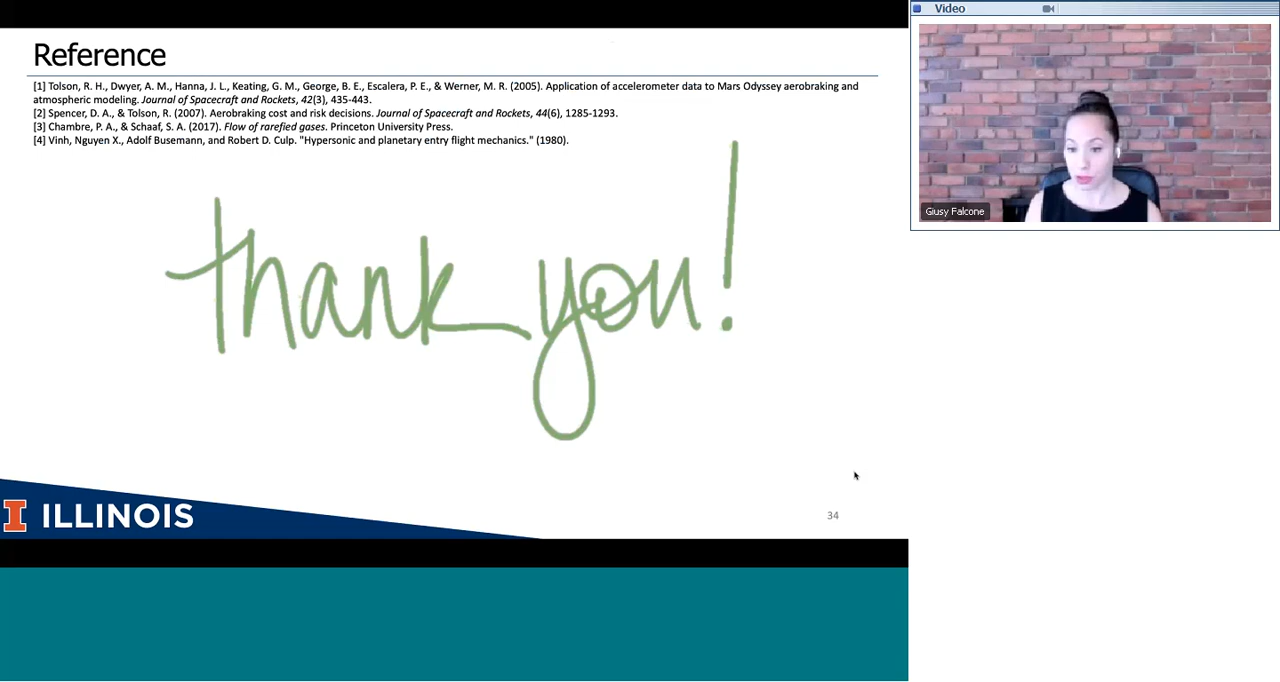 Reference
[1] Tolson, R. H., Dwyer, A. M., Hanna, J. L., Keating, G. M., George, B. E., Escalera, P. E., & Werner, M. R. (2005). Application of accelerometer data to Mars Odyssey aerobraking and
atmospheric modeling. Journal of Spacecraft and Rockets, 42(3), 435-443.
[2] Spencer, D. A., & Tolson, R. (2007). Aerobraking cost and risk decisions. Journal of Spacecraft and Rockets, 44(6), 1285-1293.
[3] Chambre, P. A., & Schaaf, S. A. (2017). Flow of rarefied gases. Princeton University Press.
[4] Vinh, Nguyen X., Adolf Busemann, and Robert D. Culp. "Hypersonic and planetary entry flight mechanics." (1980).
thank you!
I ILLINOIS
34
Video
Giusy Falcone